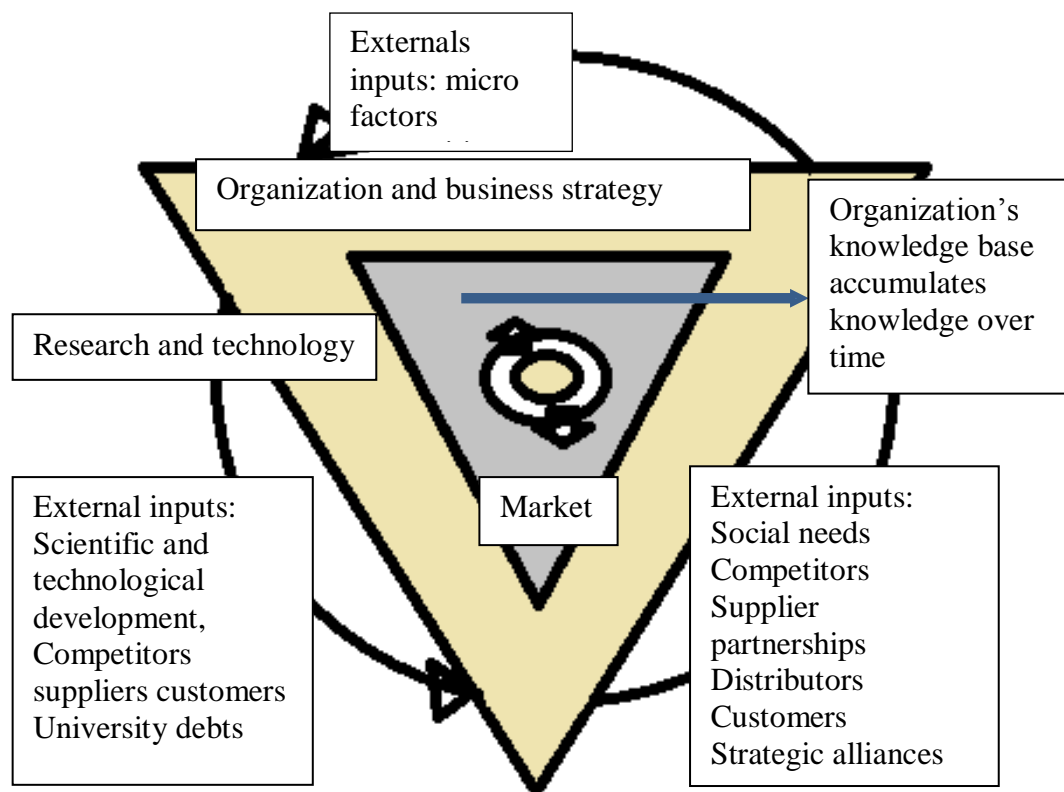 Externals
inputs: micro
factors
Organization and business strategy
Organization’s
knowledge base
accumulates
knowledge over
time
Research and technology
Market
External inputs:
Scientific and
technological
development,
Competitors
suppliers customers
University debts
External inputs:
Social needs
Competitors
Supplier
partnerships
Distributors
Customers
Strategic alliances